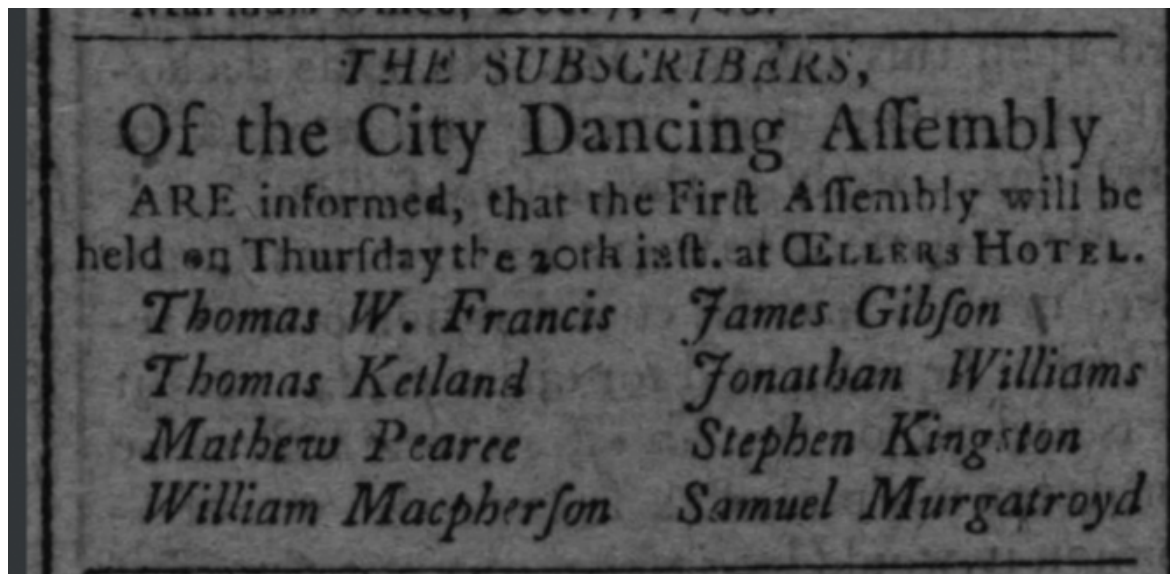 THE SUBSCRIBERS,
Of the City Dancing Aſſembly
ARE informed, that the Firſt Aſſembly will be
held on Thurſday the 20th inſt. at ŒLLERS HOTEL.
Thomas W. Francis James Gibſon
Thomas Ketland Jonathan Williams
Mathew Pearce Stephen Kingston
William Macpherſon Samuel Murgatroyd